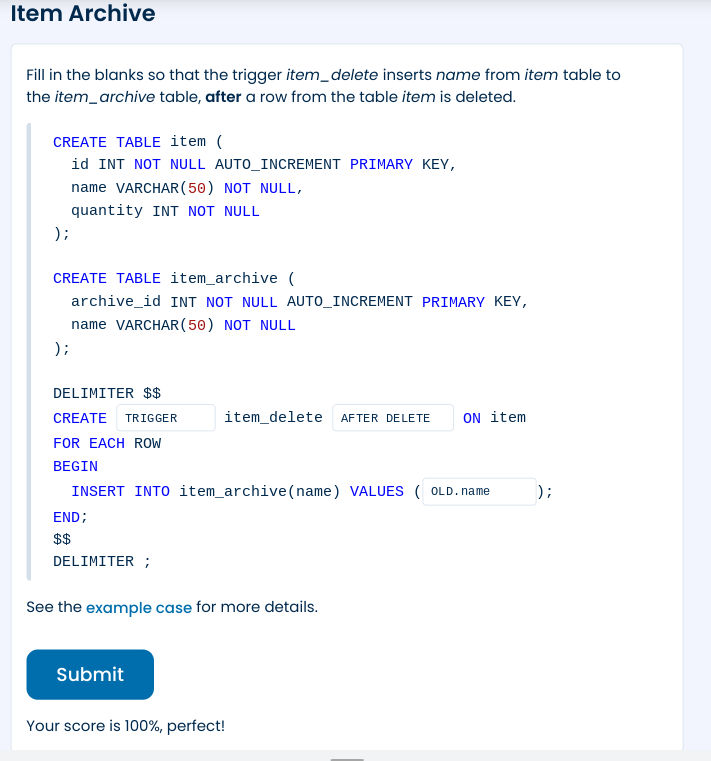 Item Archive
Fill in the blanks so that the trigger item_delete inserts name from item table to
the item_archive table, after a row from the table item is deleted.
CREATE TABLE item (
  id INT NOT NULL AUTO_INCREMENT PRIMARY KEY,
  name VARCHAR(50) NOT NULL,
  quantity INT NOT NULL
);
CREATE TABLE item_archive (
  archive_id INT NOT NULL AUTO_INCREMENT PRIMARY KEY,
  name VARCHAR(50) NOT NULL
);
DELIMITER $$
CREATE TRIGGER item_delete AFTER DELETE ON item
FOR EACH ROW
BEGIN
  INSERT INTO item_archive(name) VALUES (OLD.name);
END;
$$
DELIMITER ;
See the example case for more details.
Submit
Your score is 100%, perfect!